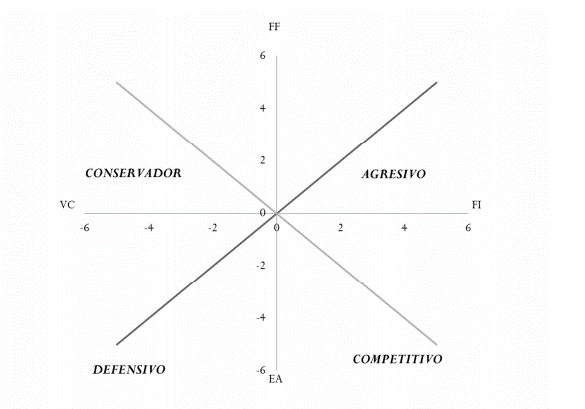 FF
6
4
2
CONSERVADOR
AGRESIVO
VC
0
FI
-6
-4
-2
0
2
4
6
-2
-4
COMPETITIVO
DEFENSIVO
-6
EA